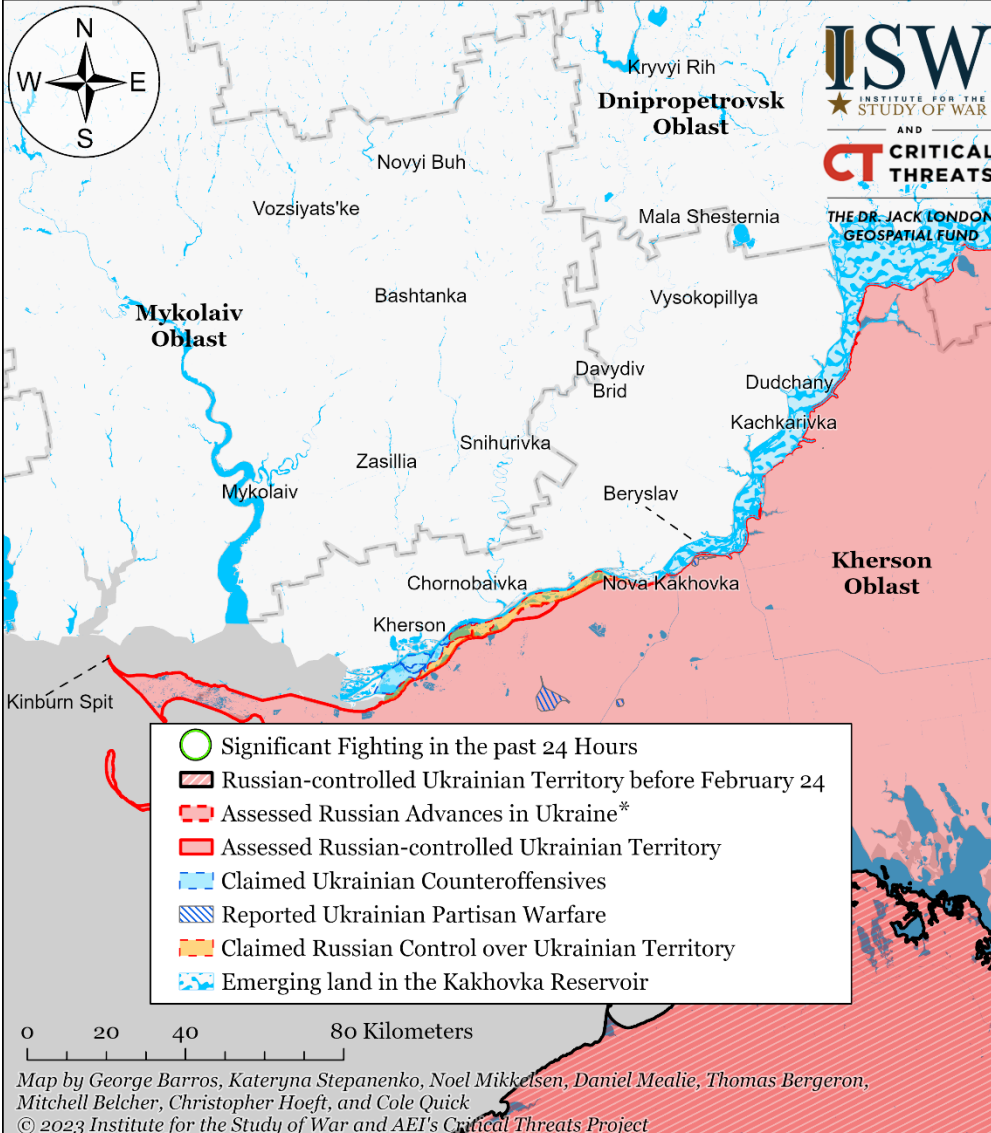 N
W
E
S
ISW
INSTITUTE FOR THE
STUDY OF WAR
AND
CT CRITICAL
THREATS
THE DR. JACK LONDON
GEOSPATIAL FUND
Kryvyi Rih
Dnipropetrovsk
Oblast
Novyi Buh
Vozsiyats'ke
Mala Shesternia
Bashtanka
Vysokopillya
Mykolaiv
Oblast
Davydiv
Brid
Dudchany
Kachkarivka
Snihurivka
Zasillia
Mykolaiv
Beryslav
Kherson
Oblast
Chornobaivka
Nova Kakhovka
Kherson
Kinburn Spit
Significant Fighting in the past 24 Hours
Russian-controlled Ukrainian Territory before February 24
Assessed Russian Advances in Ukraine*
Assessed Russian-controlled Ukrainian Territory
Claimed Ukrainian Counteroffensives
Reported Ukrainian Partisan Warfare
Claimed Russian Control over Ukrainian Territory
Emerging land in the Kakhovka Reservoir
0 20 40 80 Kilometers
Map by George Barros, Kateryna Stepanenko, Noel Mikkelsen, Daniel Mealie, Thomas Bergeron,
Mitchell Belcher, Christopher Hoeft, and Cole Quick
© 2023 Institute for the Study of War and AEI's Critical Threats Project